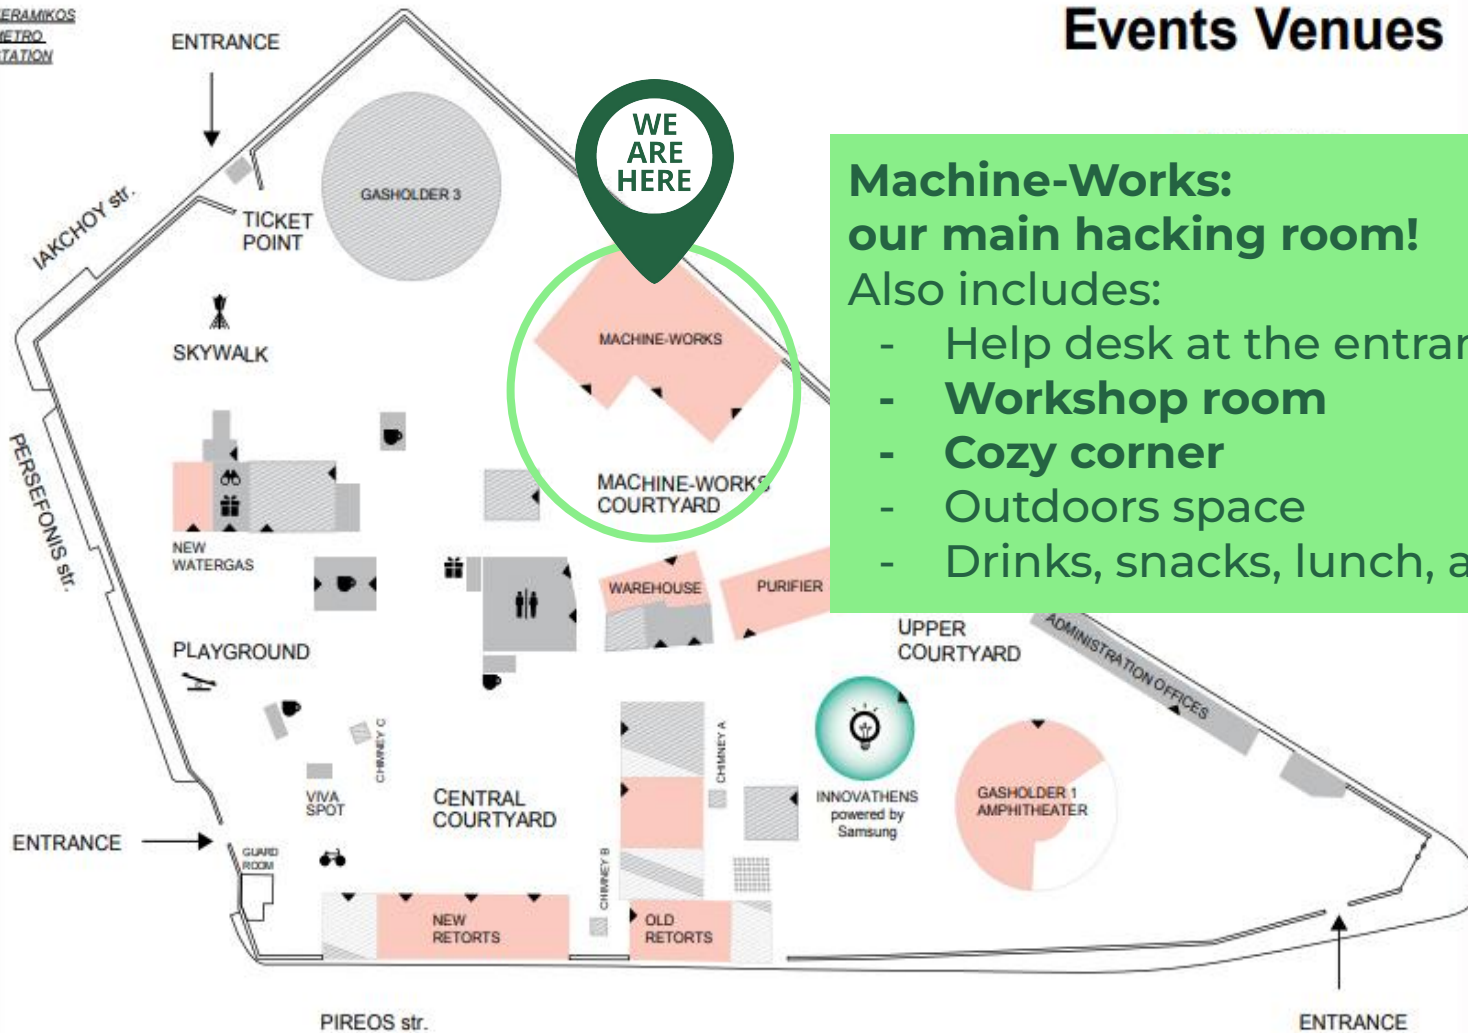 ENTRANCE
Events Venues
METRO
WE
ARE
HERE
GASHOLDER 3
Machine-Works:
our main hacking room!
Also includes:
- Help desk at the
- Workshop room
- Cozy corner
- Outdoors space
- Drinks, snacks, lunch,
IAKCHOY str.
TICKET
POINT
SKYWALK
MACHINE-WORKS
PERSEFONIS str.
MACHINE-WORKS
COURTYARD
NEW
WATERGAS
WAREHOUSE
PURIFIER
UPPER
COURTYARD
ADMINISTRATION OFFICES
PLAYGROUND
CHIMNEY C
CHIMNEY A
VIVA
SPOT
CENTRAL
COURTYARD
INNOVATHENS
powered by
Samsung
GASHOLDER 1
AMPHITHEATER
ENTRANCE
GUARD
ROOM
CHIMNEY B
NEW
RETORTS
OLD
RETORTS
PIREOS str.
ENTRANCE